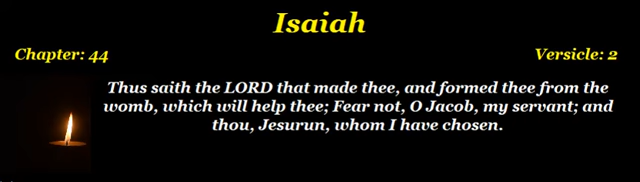 Isaiah
Chapter: 44
Versicle: 2
Thus saith the LORD that made thee, and formed thee from the
womb, which will help thee; Fear not, O Jacob, my servant; and
thou, Jesurun, whom I have chosen.